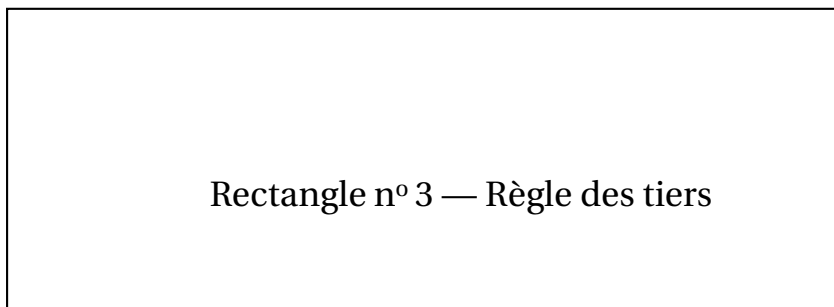 Rectangle nº 3 — Règle des tiers